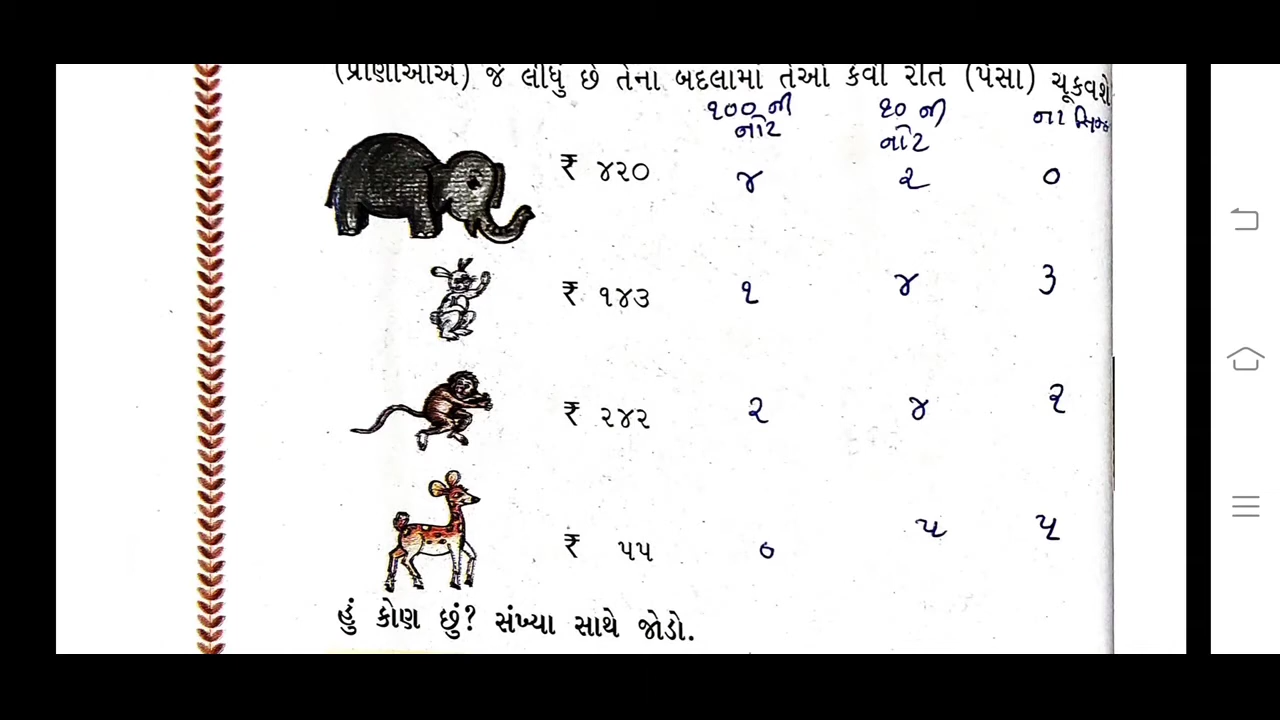 (પ્રાણીઓએ) જે લીધું છે તેના બદલામાં તેઓ કેવી રીતે (પૈસા) ચૂકવશે
૧૦૦ ની નોટ ૧૦ ની નોટ ના સિક્કા
₹ ૪૨૦ ૪ ૨ ૦
₹ ૧૪૩ ૧ ૪ ૩
₹ ૨૪૨ ૨ ૪ ૨
₹ ૫૫ ૦ ૫ ૫
હું કોણ છું? સંખ્યા સાથે જોડો.